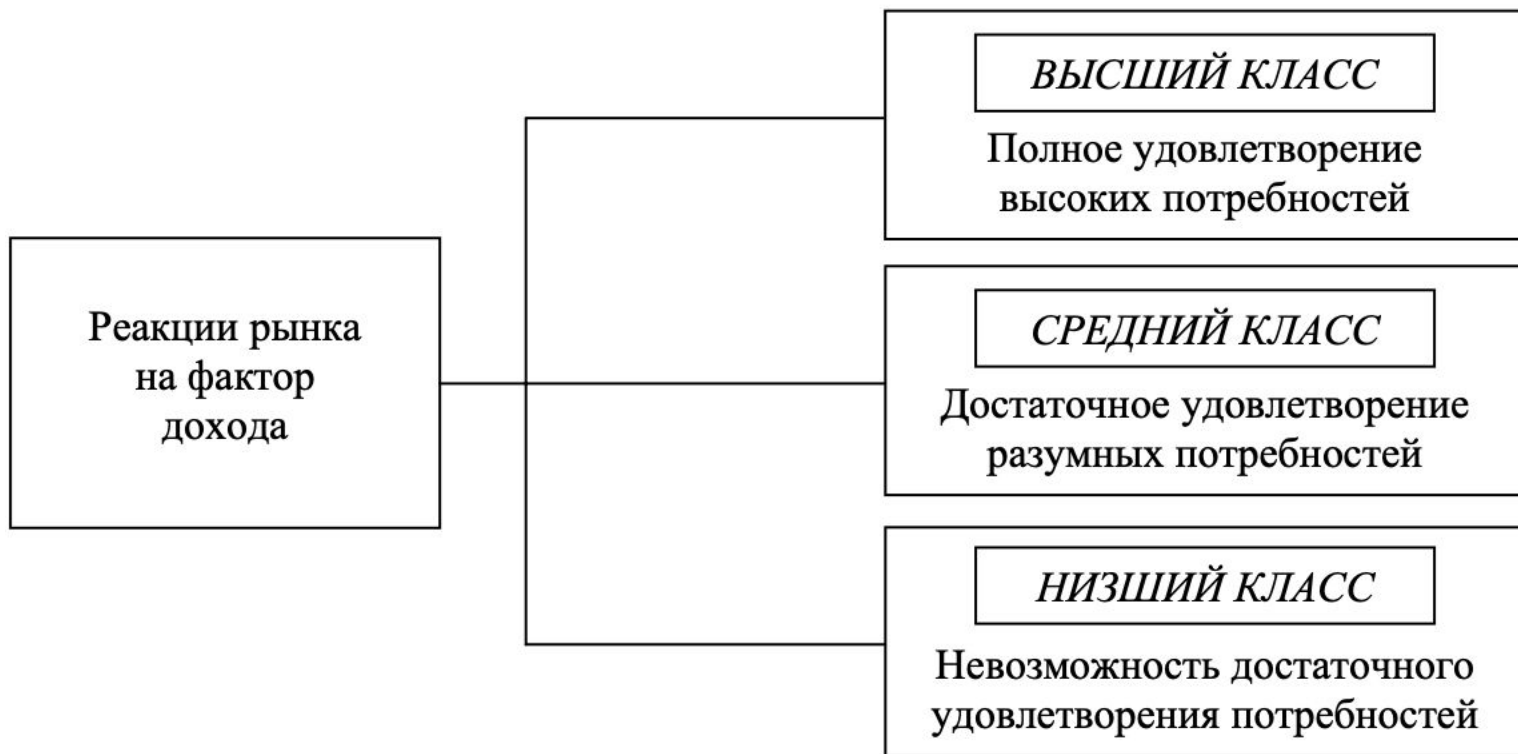 Реакции рынка
на фактор
дохода
ВЫСШИЙ КЛАСС
Полное удовлетворение
высоких потребностей
СРЕДНИЙ КЛАСС
Достаточное удовлетворение
разумных потребностей
НИЗШИЙ КЛАСС
Невозможность достаточного
удовлетворения потребностей